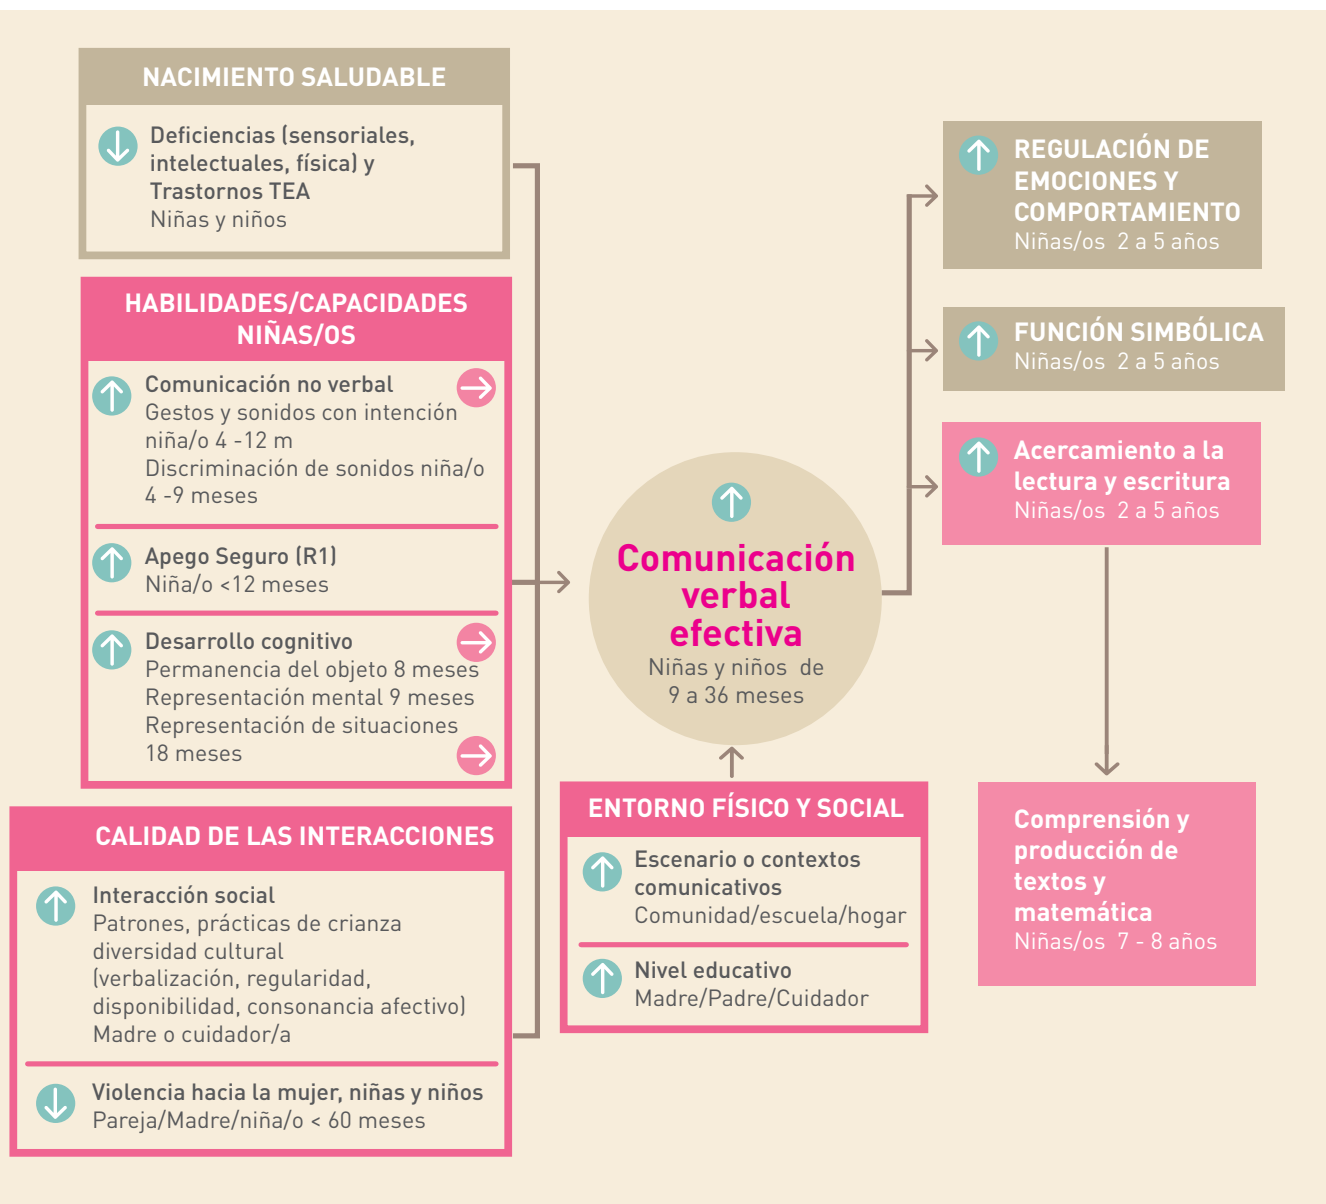 NACIMIENTO SALUDABLE
Deficiencias (sensoriales,
intelectuales, física) y
Trastornos TEA
Niñas y niños
HABILIDADES/CAPACIDADES
NIÑAS/OS
Comunicación no verbal
Gestos y sonidos con intención
niña/o 4 -12 m
Discriminación de sonidos niña/o
4 -9 meses
Apego Seguro (R1)
Niña/o <12 meses
Desarrollo cognitivo
Permanencia del objeto 8 meses
Representación mental 9 meses
Representación de situaciones
18 meses
CALIDAD DE LAS INTERACCIONES
Interacción social
Patrones, prácticas de crianza
diversidad cultural
(verbalización, regularidad,
disponibilidad, consonancia afectivo)
Madre o cuidador/a
Violencia hacia la mujer, niñas y niños
Pareja/Madre/niña/o < 60 meses
Comunicación
verbal
efectiva
Niñas y niños de
9 a 36 meses
ENTORNO FÍSICO Y SOCIAL
Escenario o contextos
comunicativos
Comunidad/escuela/hogar
Nivel educativo
Madre/Padre/Cuidador
REGULACIÓN DE
EMOCIONES Y
COMPORTAMIENTO
Niñas/os 2 a 5 años
FUNCIÓN SIMBÓLICA
Niñas/os 2 a 5 años
Acercamiento a la
lectura y escritura
Niñas/os 2 a 5 años
Comprensión y
producción de
textos y
matemática
Niñas/os 7 - 8 años